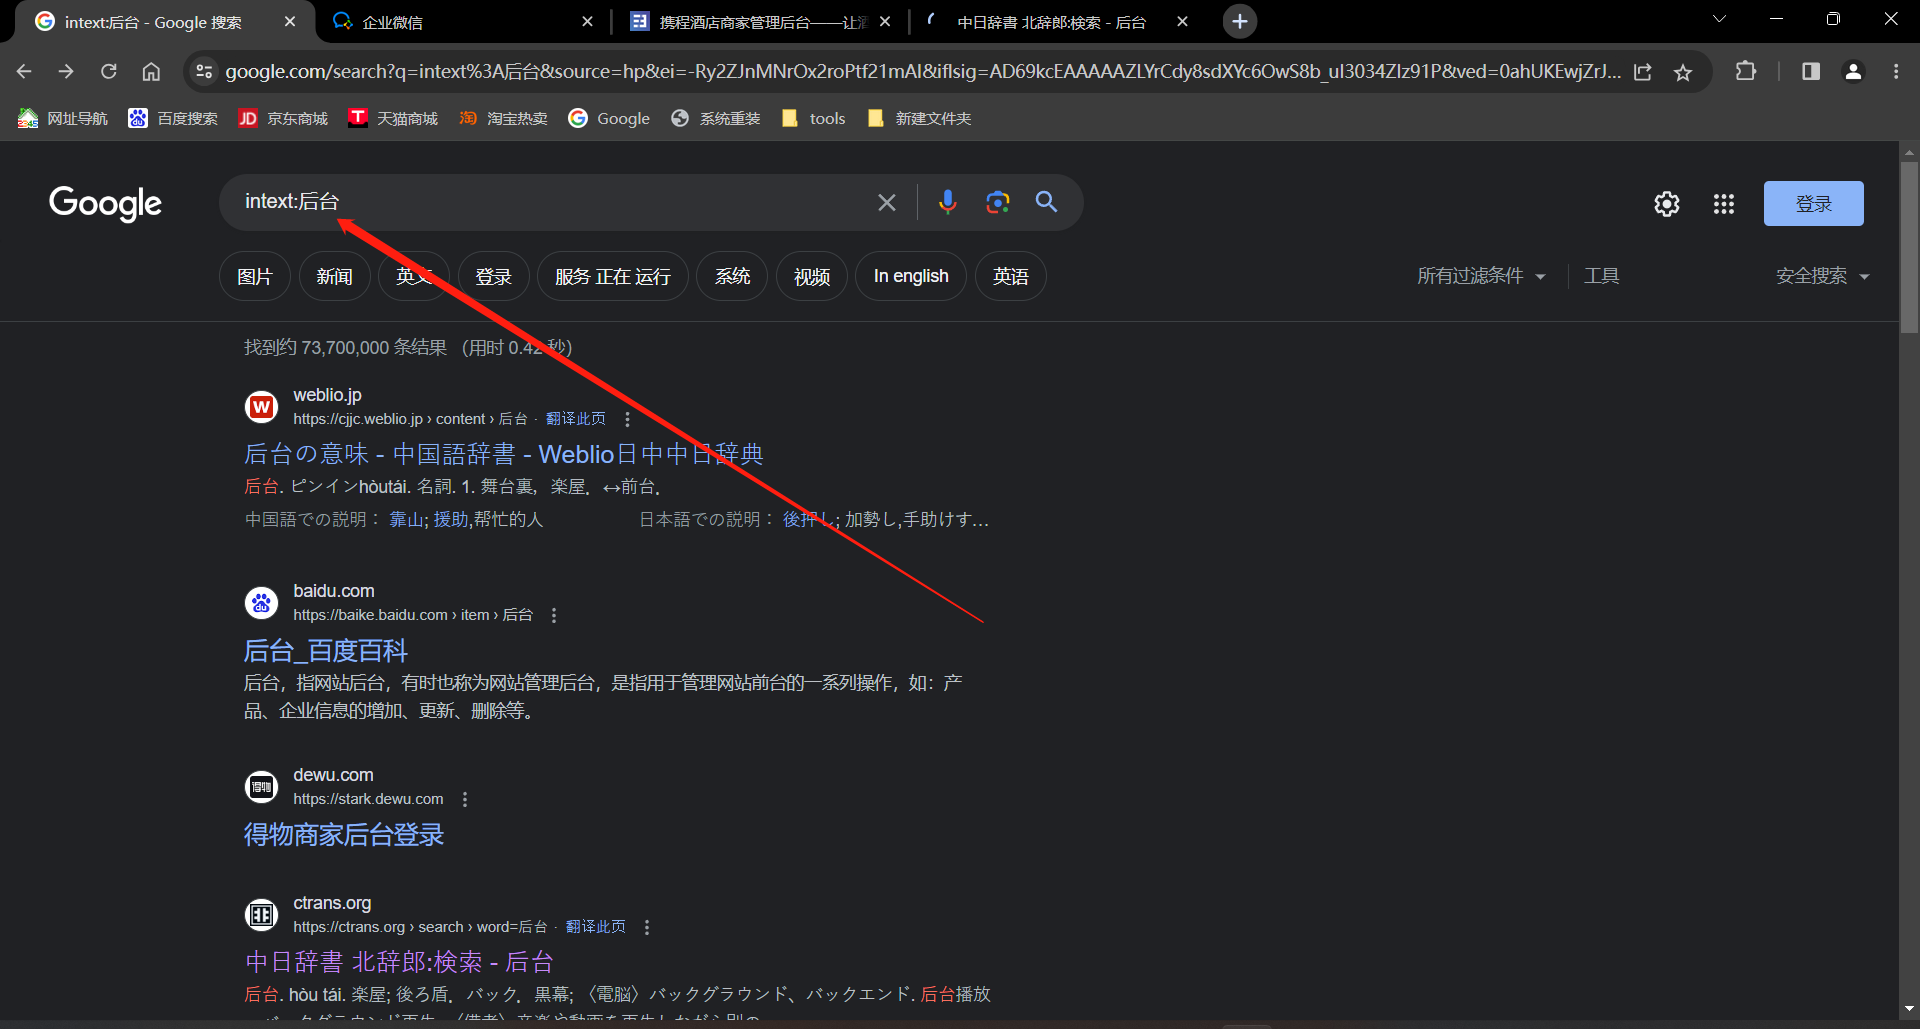 intext:后台 - Google 搜索
企业微信
携程酒店商家管理后台——让酒
中日辞書 北辞郎:検索 - 后台
google.com/search?q=intext%3A后台&source=hp&ei=-Ry2ZJnMNrOx2roPtf21mAI&iflsig=AD69kcEAAAAAZLYrCdy8sdXYc6OwS8b_uI3034ZIz91P&ved=0ahUKEwjZrJ...
网址导航
百度搜索
京东商城
天猫商城
淘宝热卖
Google
系统重装
tools
新建文件夹
Google
intext:后台
登录
图片
新闻
英文
登录
服务 正在 运行
系统
视频
In english
英语
所有过滤条件
工具
安全搜索
找到约 73,700,000 条结果 （用时 0.42 秒）
weblio.jp
https://cjjc.weblio.jp › content › 后台 · 翻译此页
后台の意味 - 中国語辞書 - Weblio日中中日辞典
后台. ピンインhòutái. 名詞. 1. 舞台裏，楽屋．↔前台．
中国語での説明： 靠山; 援助,帮忙的人
日本語での説明： 後押し; 加勢し,手助けす...
baidu.com
https://baike.baidu.com › item › 后台
后台_百度百科
后台，指网站后台，有时也称为网站管理后台，是指用于管理网站前台的一系列操作，如：产
品、企业信息的增加、更新、删除等。
dewu.com
https://stark.dewu.com
得物商家后台登录
ctrans.org
https://ctrans.org › search › word=后台 · 翻译此页
中日辞書 北辞郎:検索 - 后台
后台. hòu tái. 楽屋; 後ろ盾．バック．黒幕; 〈電脳〉バックグラウンド、バックエンド. 后台播放